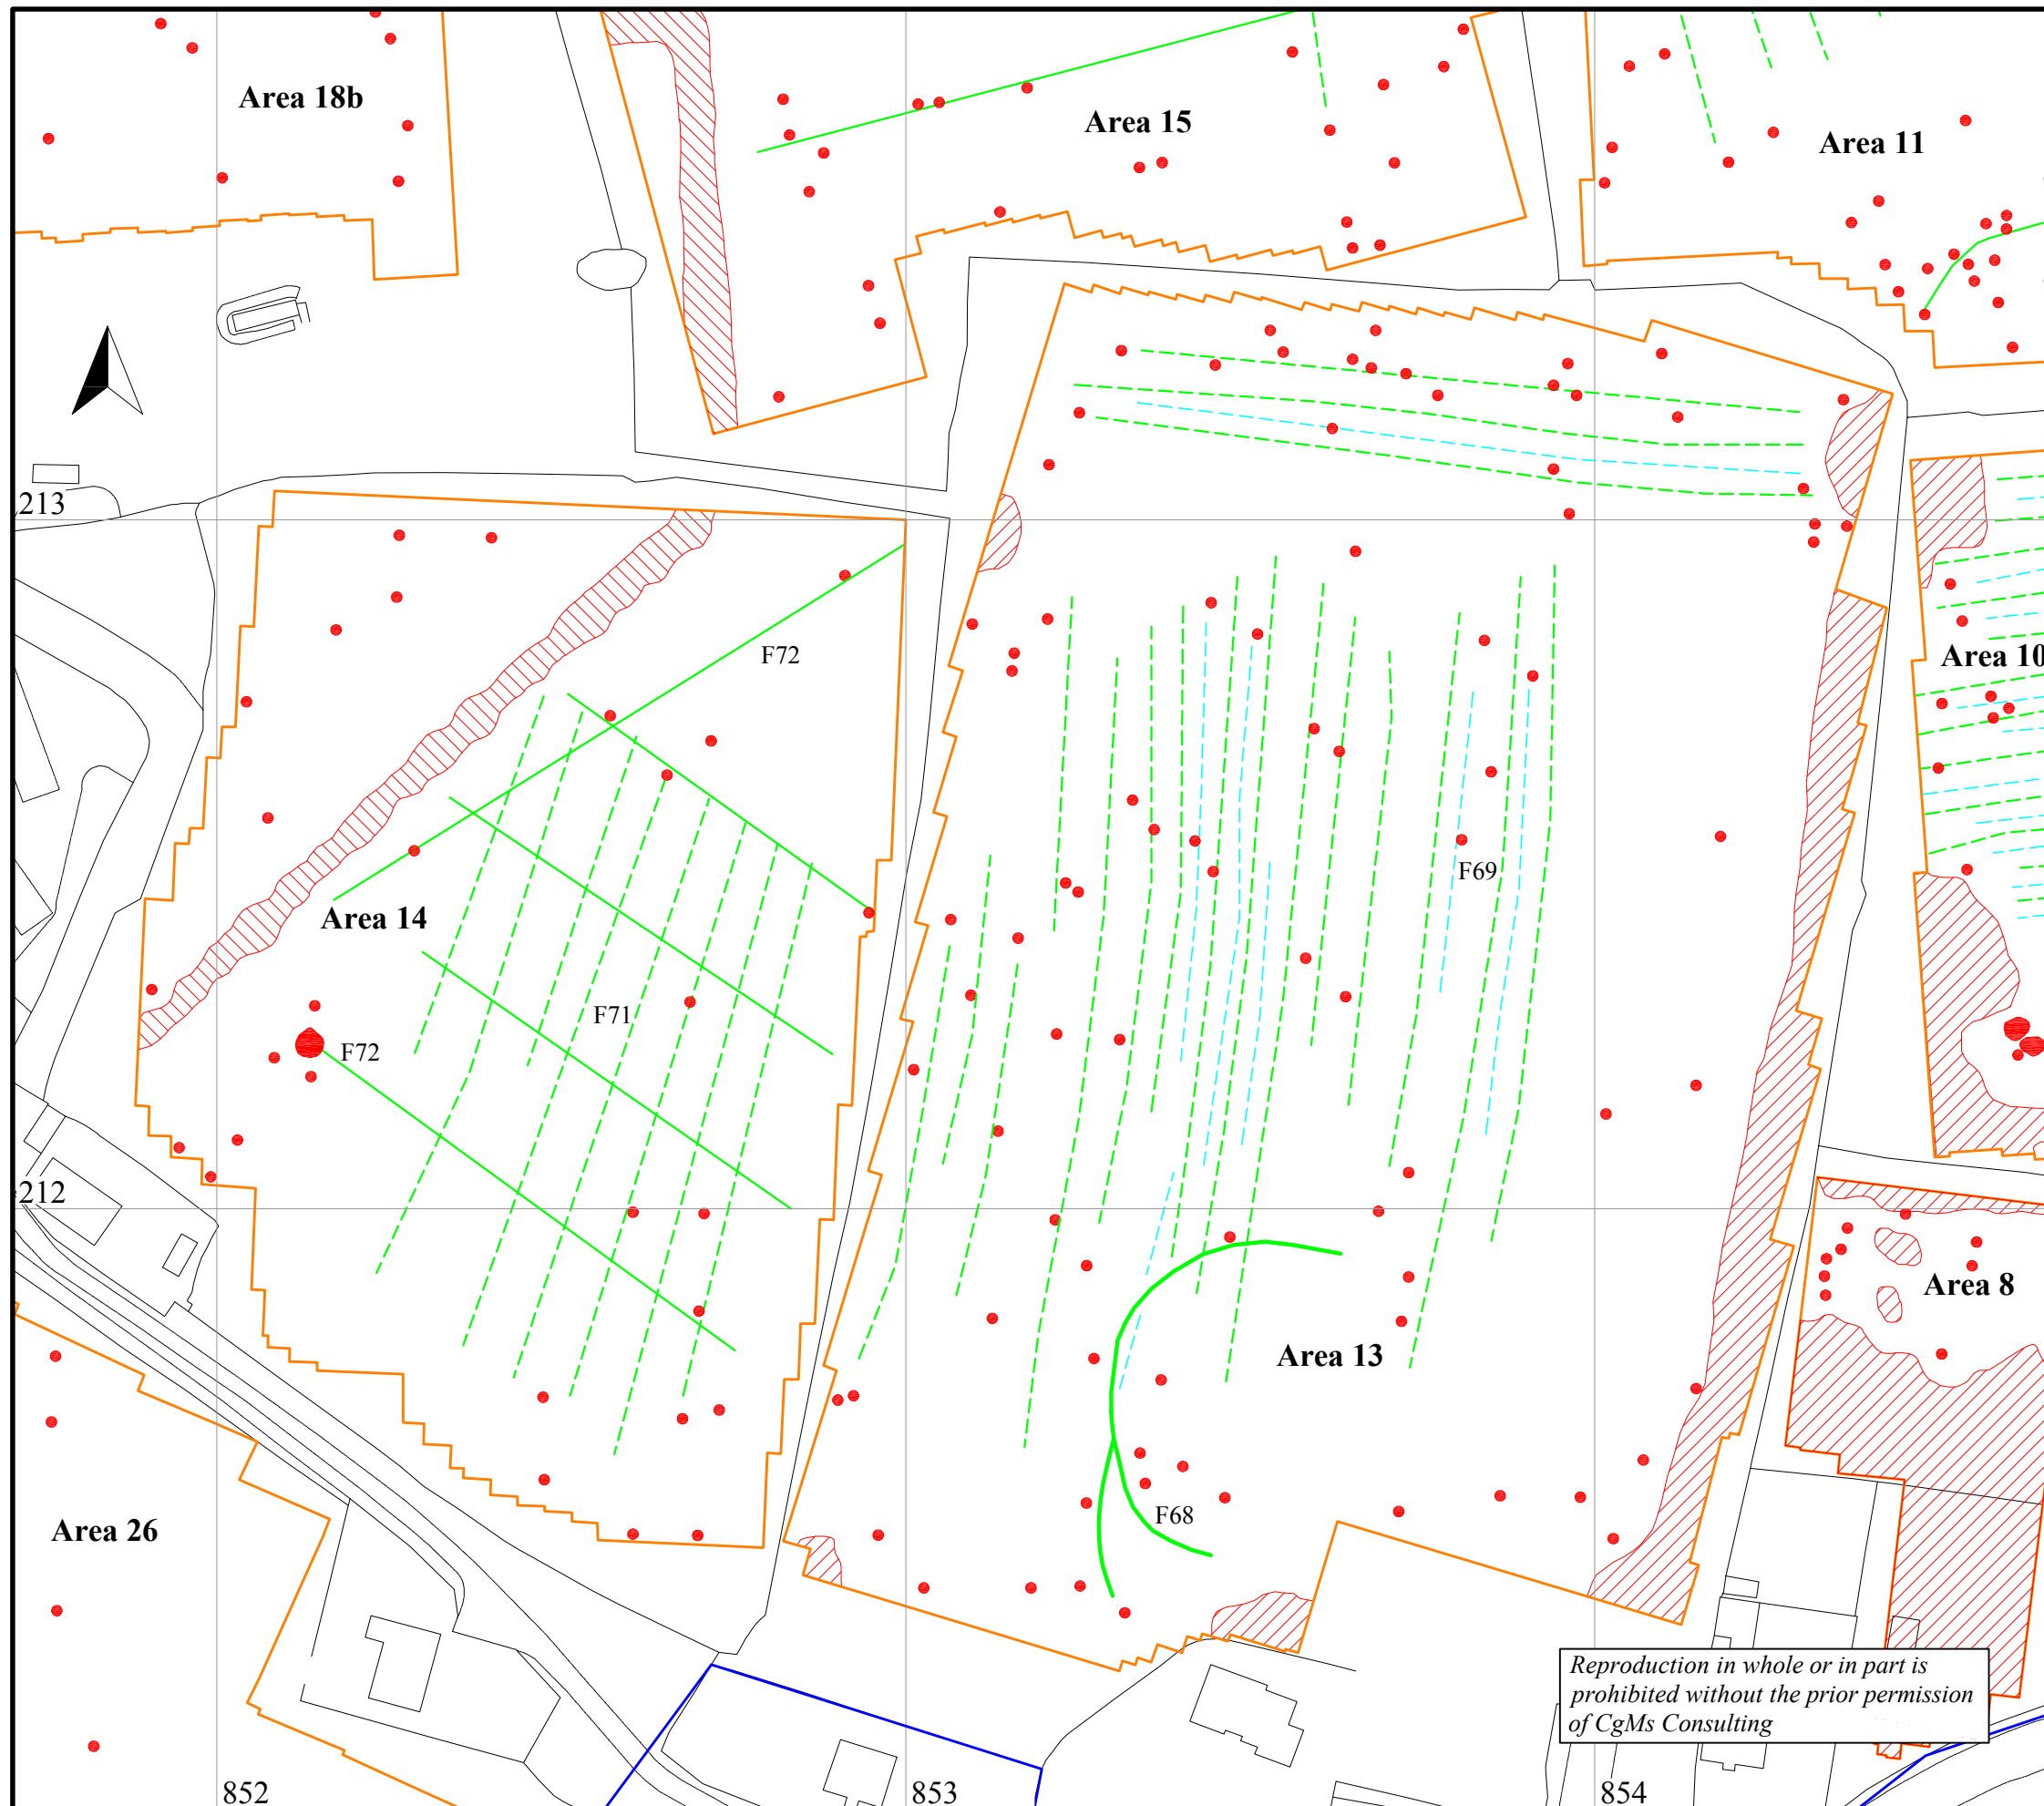 Area 18b
Area 15
Area 11
213
F72
Area 10
F69
Area 14
F71
F72
212
Area 8
Area 13
F68
Area 26
Reproduction in whole or in part is
prohibited without the prior permission
of CgMs Consulting
852
853
854